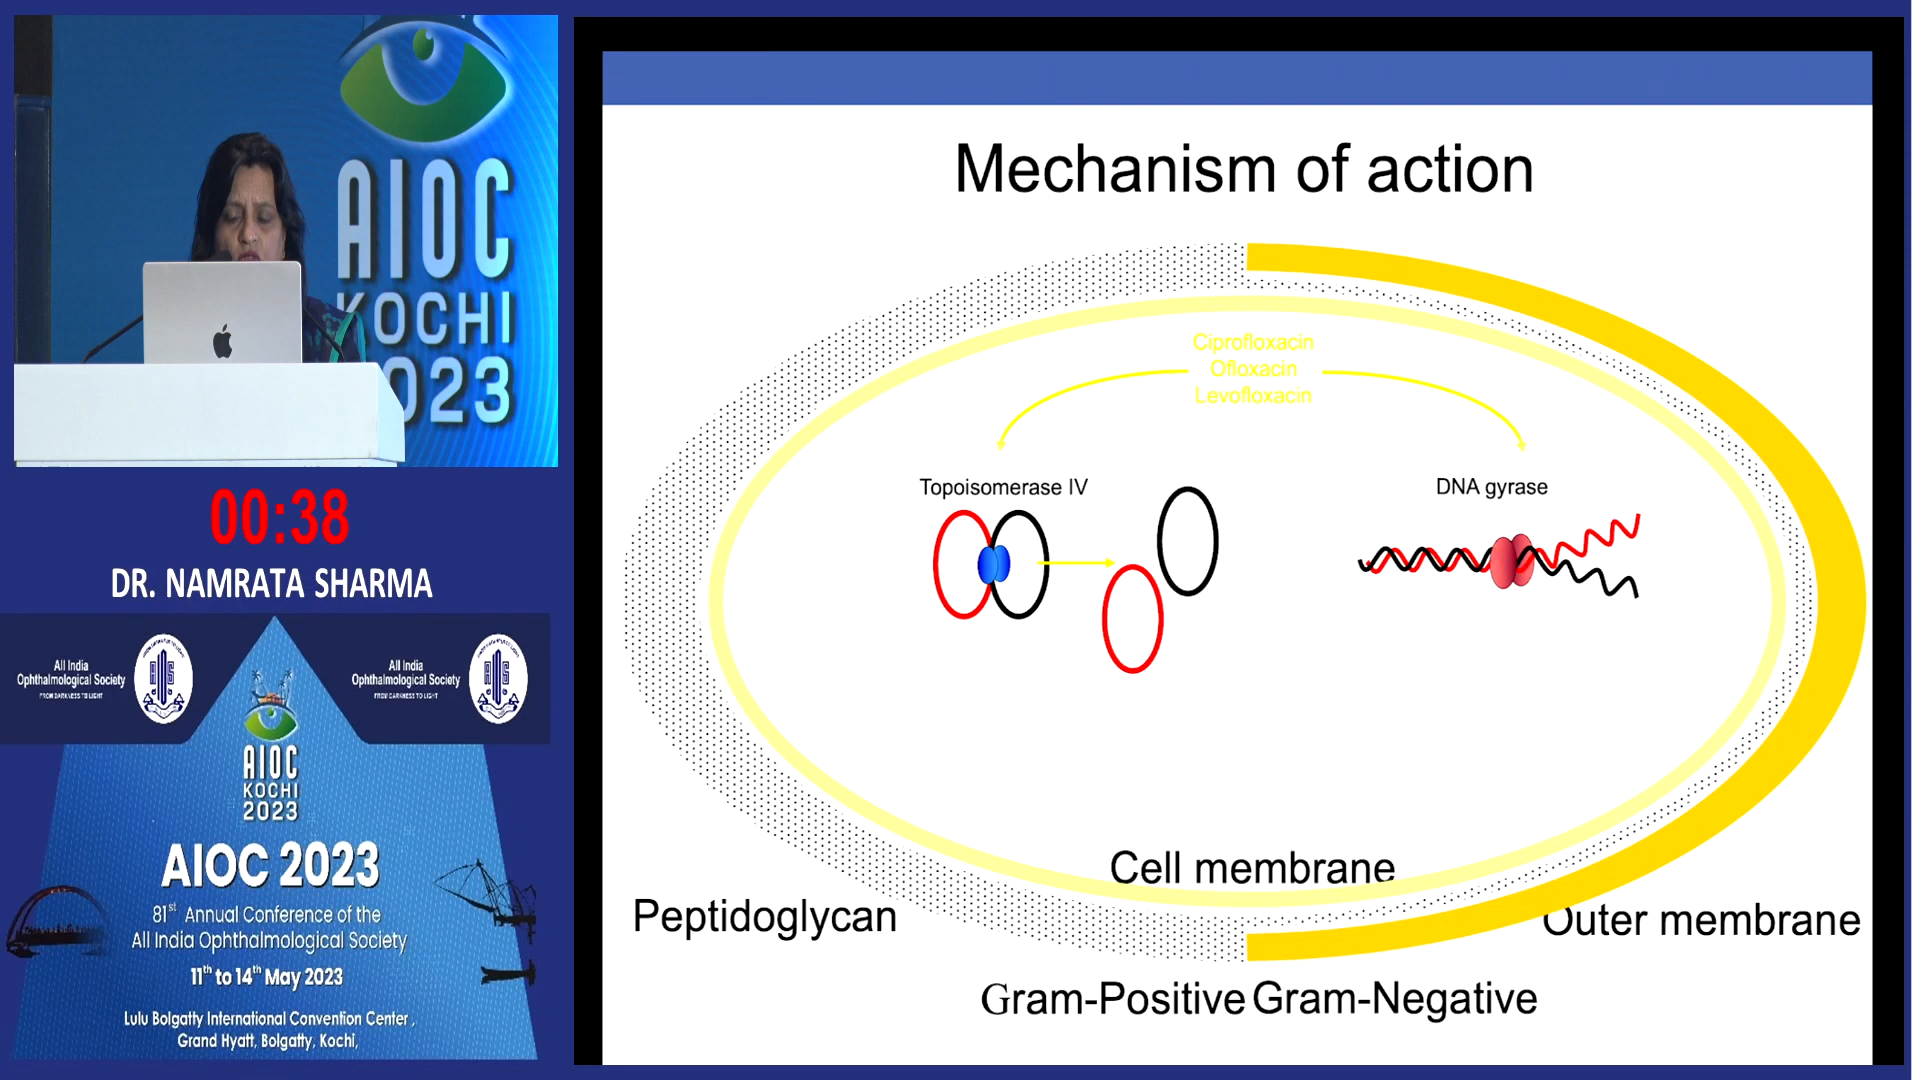 AIOC
KOCHI
2023
00:38
DR. NAMRATA SHARMA
All India
Ophthalmological Society
FROM DARKNESS TO LIGHT
All India
Ophthalmological Society
FROM DARKNESS TO LIGHT
AIOC
KOCHI
2023
AIOC 2023
81st Annual Conference of the
All India Ophthalmological Society
11th to 14th May 2023
Lulu Bolgatty International Convention Center ,
Grand Hyatt, Bolgatty, Kochi,
Mechanism of action
Ciprofloxacin
Ofloxacin
Levofloxacin
Topoisomerase IV
DNA gyrase
Cell membrane
Peptidoglycan
Outer membrane
Gram-Positive Gram-Negative